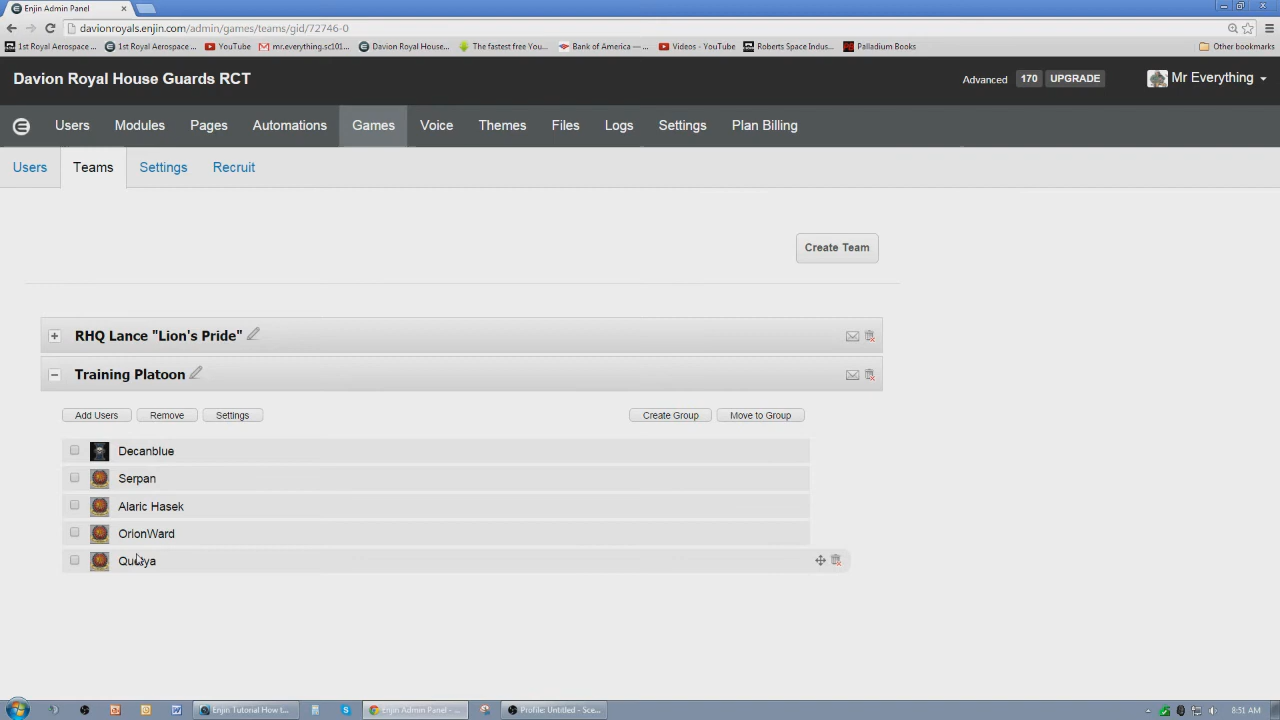 Enjin Admin Panel
davionroyals.enjin.com/admin/games/teams/gid/72746-0
1st Royal Aerospace ... 1st Royal Aerospace... YouTube mr.everything.sc101... Davion Royal House... The fastest free You... Bank of America —... Videos - YouTube Roberts Space Indus... Palladium Books Other bookmarks
Davion Royal House Guards RCT
Advanced 170 UPGRADE Mr Everything
Users Modules Pages Automations Games Voice Themes Files Logs Settings Plan Billing
Users Teams Settings Recruit
Create Team
RHQ Lance "Lion's Pride"
Training Platoon
Add Users Remove Settings Create Group Move to Group
Decanblue
Serpan
Alaric Hasek
OrionWard
Enjin Tutorial How t... Enjin Admin Panel - ... Profile: Untitled - Sce... 8:51 AM